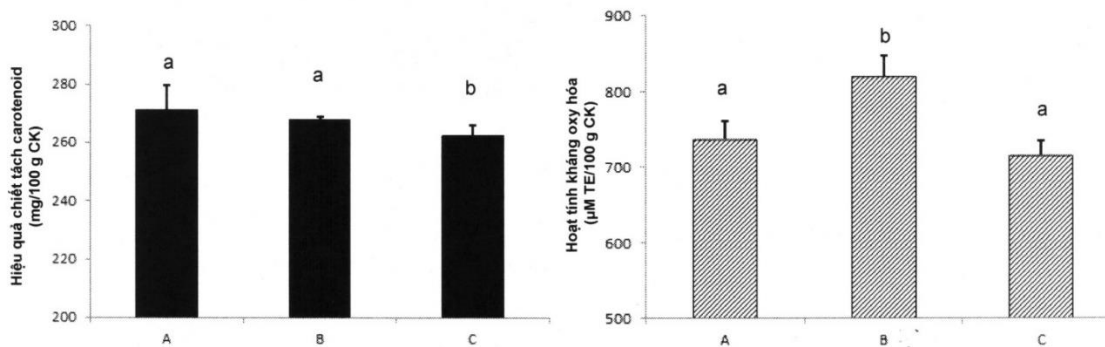 Hiệu quả chiết tách carotenoid
(mg/100 g CK)
300
280
260
240
220
200
a
a
b
A
B
C
Hoạt tính kháng oxy hóa
(µM TE/100 g CK)
900
800
700
600
500
a
b
a
A
B
C